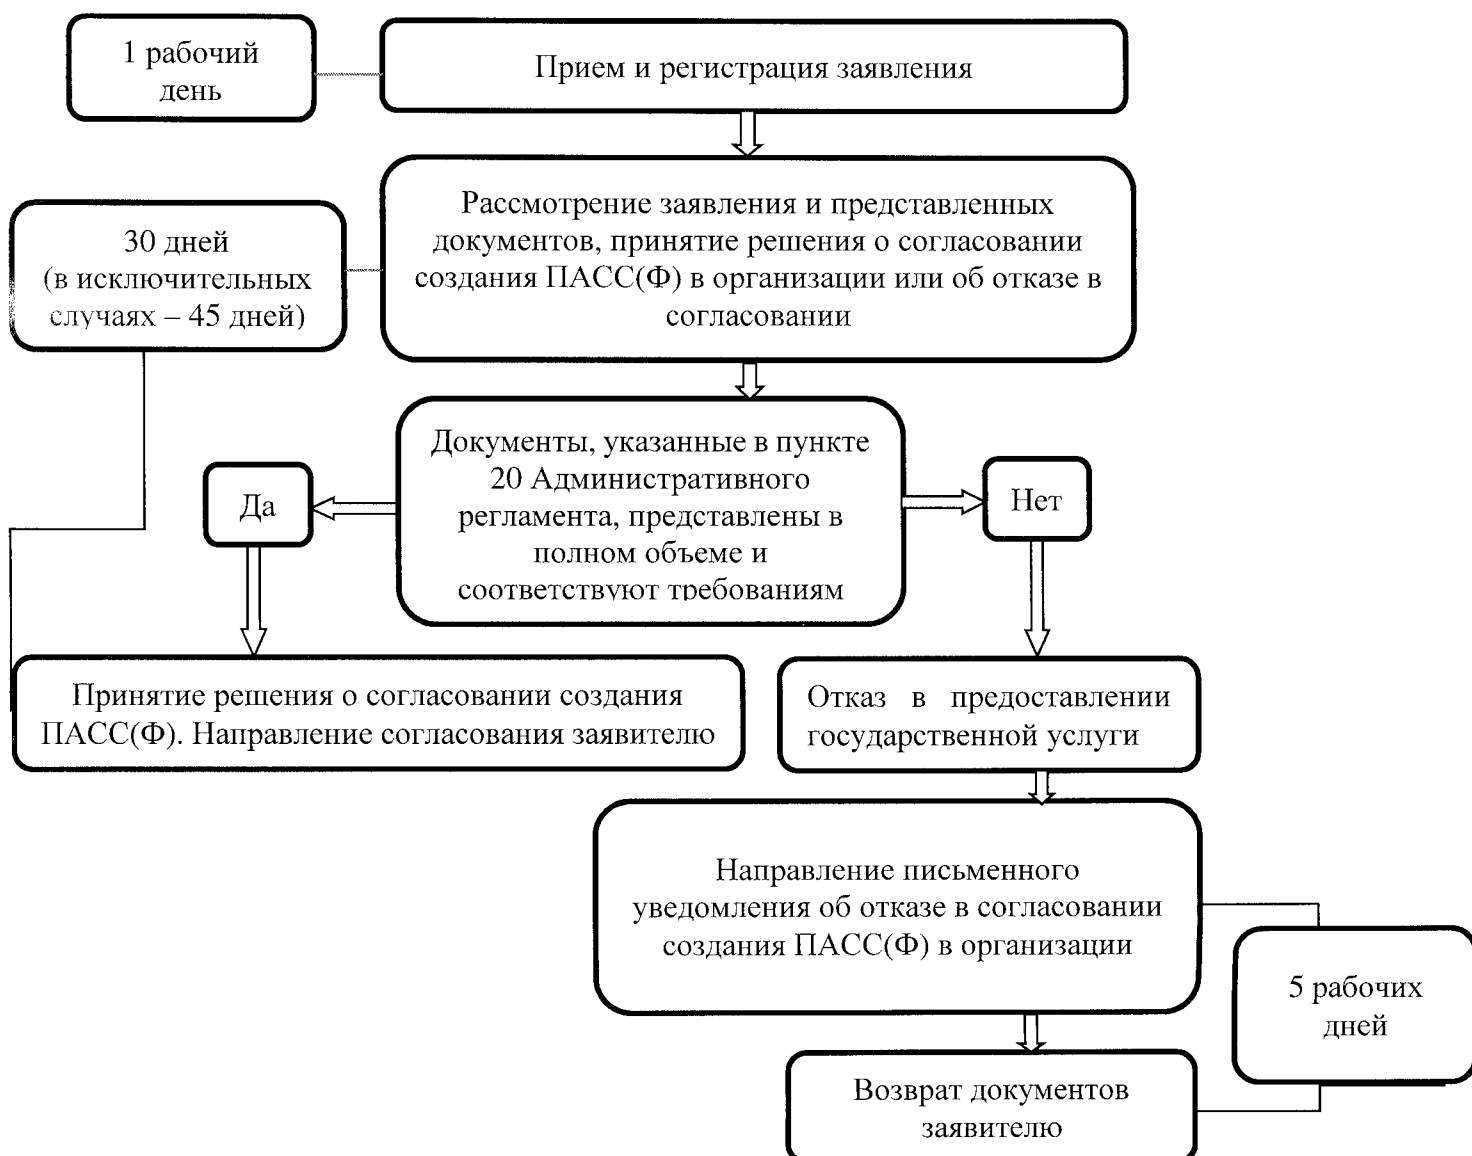 1 рабочий
день
Прием и регистрация заявления
Рассмотрение заявления и представленных
документов, принятие решения о согласовании
создания ПАСС(Ф) в организации или об отказе в
согласовании
30 дней
(в исключительных
случаях – 45 дней)
Документы, указанные в пункте
20 Административного
регламента, представлены в
полном объеме и
соответствуют требованиям
Да
Нет
Принятие решения о согласовании создания
ПАСС(Ф). Направление согласования заявителю
Отказ в предоставлении
государственной услуги
Направление письменного
уведомления об отказе в согласовании
создания ПАСС(Ф) в организации
5 рабочих
дней
Возврат документов
заявителю